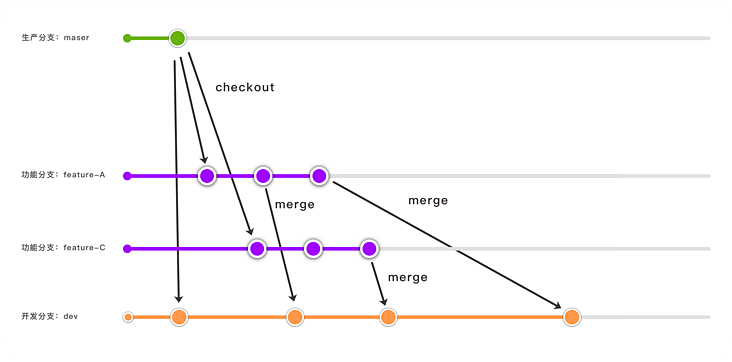 生产分支：maser
checkout
功能分支：feature-A
merge
merge
功能分支：feature-C
merge
开发分支：dev